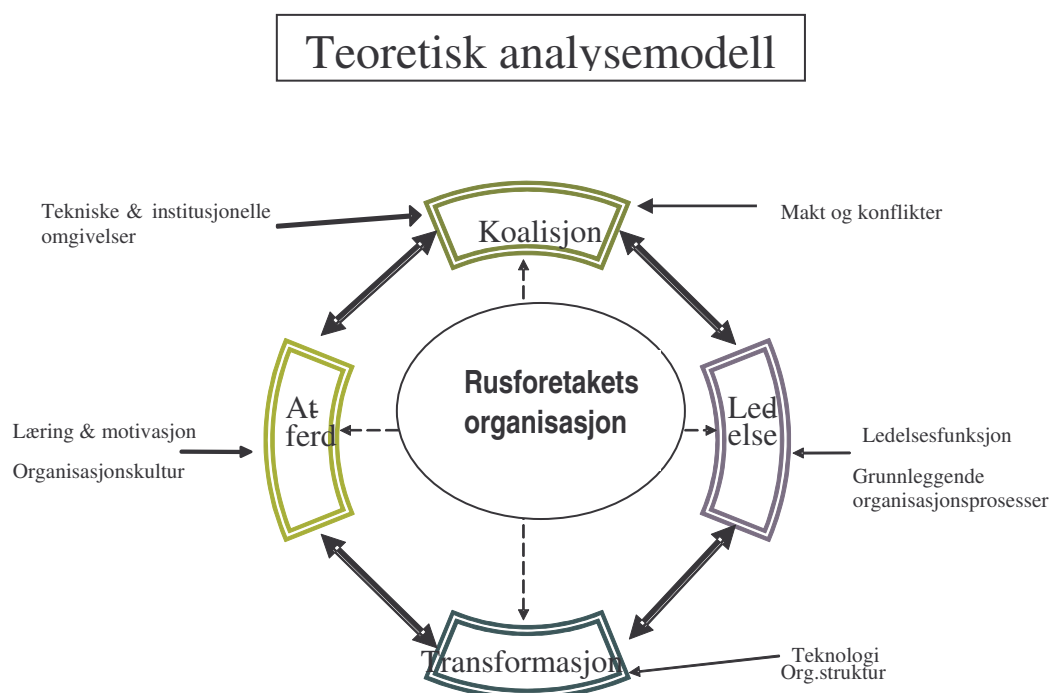 Teoretisk analysemodell
Tekniske & institusjonelle
omgivelser
Koalisjon
Makt og konflikter
Rusforetakets
organisasjon
At-
ferd
Led-
else
Læring & motivasjon
Organisasjonskultur
Ledelsesfunksjon
Grunnleggende
organisasjonsprosesser
Transformasjon
Teknologi
Org.struktur